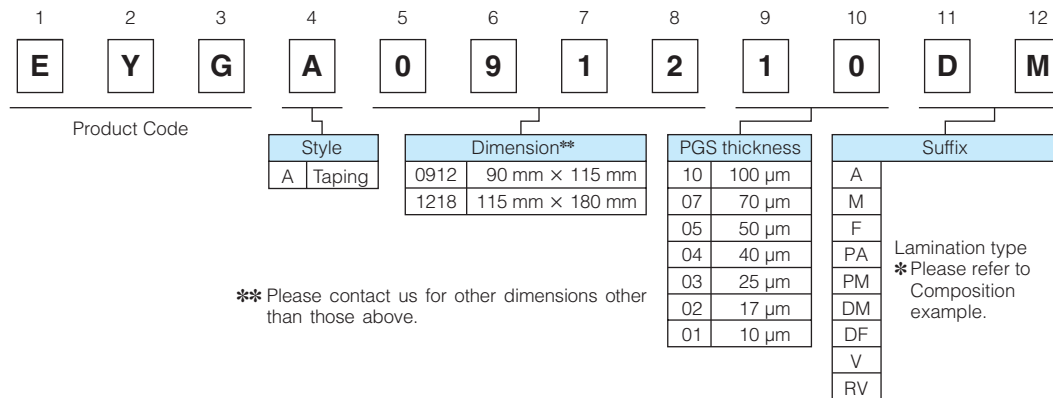 1 2 3 4 5 6 7 8 9 10 11 12
E Y G A 0 9 1 2 1 0 D M
Product Code
Style
A Taping
Dimension**
0912 90 mm × 115 mm
1218 115 mm × 180 mm
PGS thickness
10 100 µm
07 70 µm
05 50 µm
04 40 µm
03 25 µm
02 17 µm
01 10 µm
Suffix
A
M
F
PA
PM
DM
DF
V
RV
Lamination type
* Please refer to
Composition
example.
** Please contact us for other dimensions other
than those above.